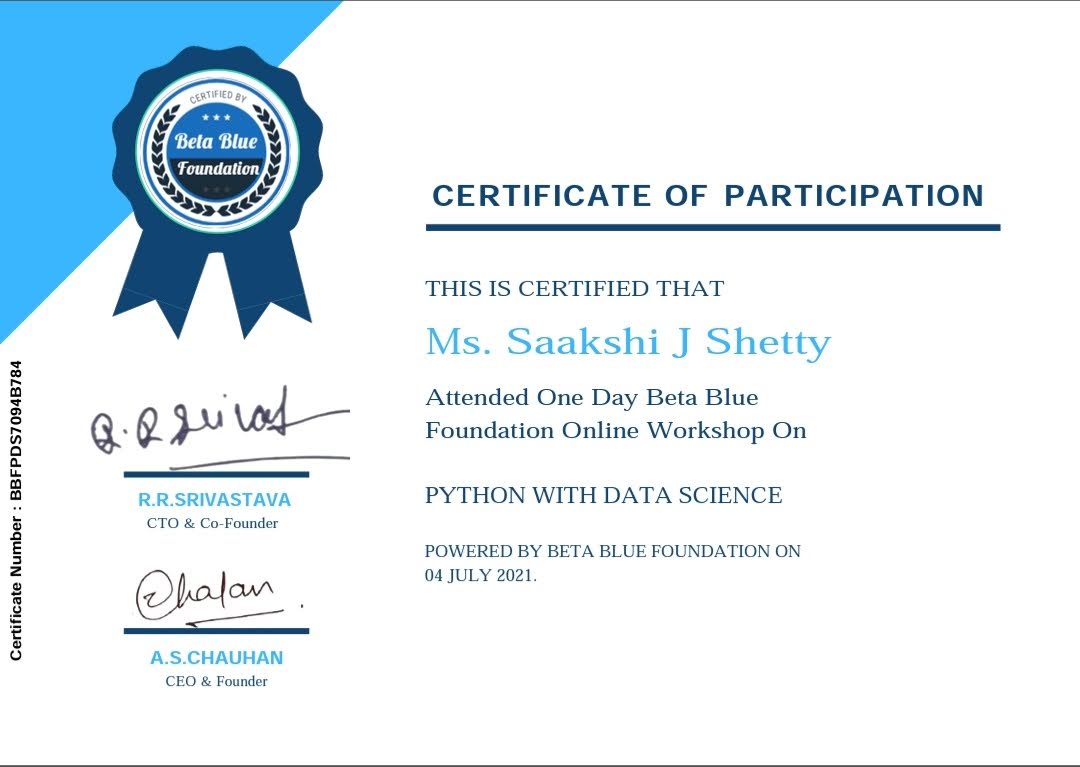 CERTIFIED BY
Beta Blue
Foundation
CERTIFICATE OF PARTICIPATION
THIS IS CERTIFIED THAT
Ms. Saakshi J Shetty
Attended One Day Beta Blue
Foundation Online Workshop On
PYTHON WITH DATA SCIENCE
POWERED BY BETA BLUE FOUNDATION ON
04 JULY 2021.
R.R.SRIVASTAVA
CTO & Co-Founder
A.S.CHAUHAN
CEO & Founder
Certificate Number : BBFPDS7094B784